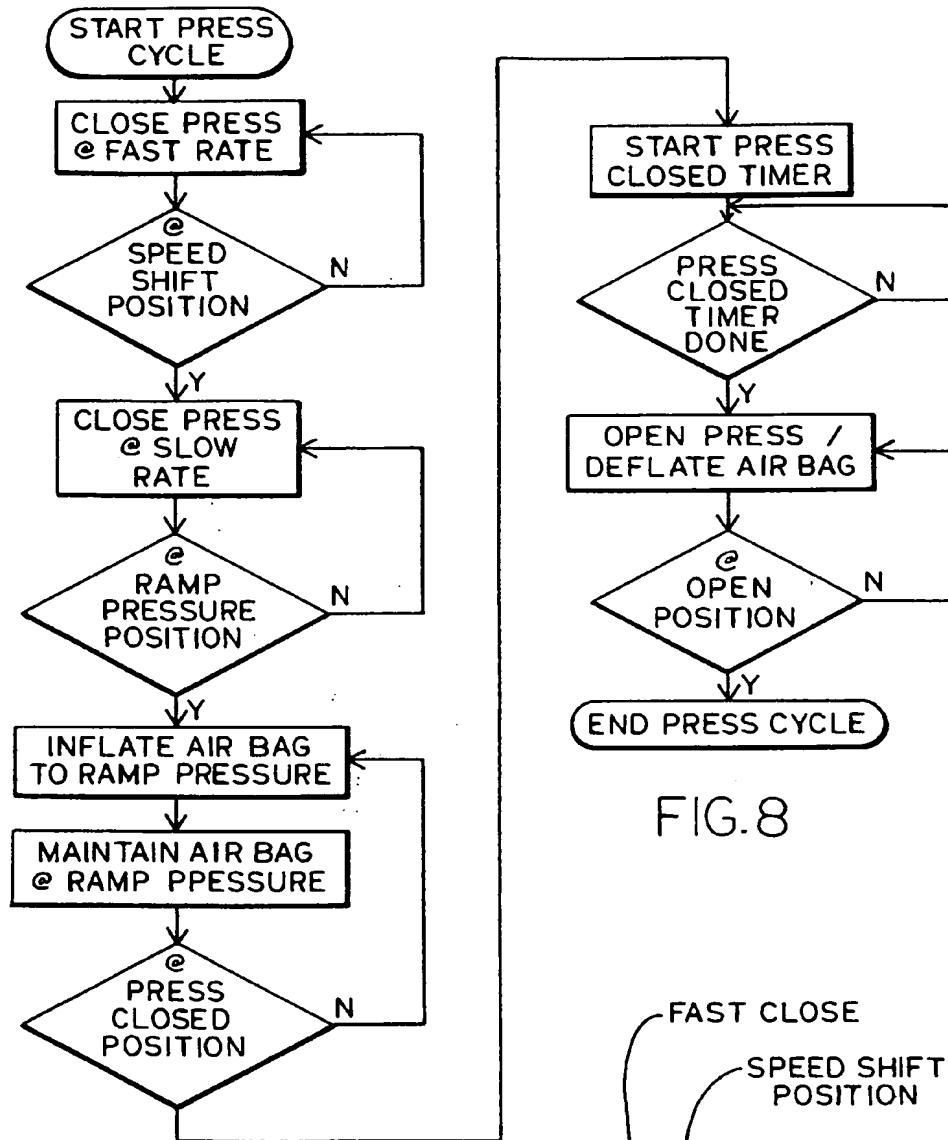 START PRESS
CYCLE
CLOSE PRESS
@ FAST RATE
@
SPEED
SHIFT
POSITION
N
Y
CLOSE PRESS
@ SLOW
RATE
@
RAMP
PRESSURE
POSITION
N
Y
INFLATE AIR BAG
TO RAMP PRESSURE
MAINTAIN AIR BAG
@ RAMP PPESSURE
@
PRESS
CLOSED
POSITION
N
START PRESS
CLOSED TIMER
PRESS
CLOSED
TIMER
DONE
N
Y
OPEN PRESS /
DEFLATE AIR BAG
@
OPEN
POSITION
N
Y
END PRESS CYCLE
FIG.8
FAST CLOSE
SPEED SHIFT
POSITION